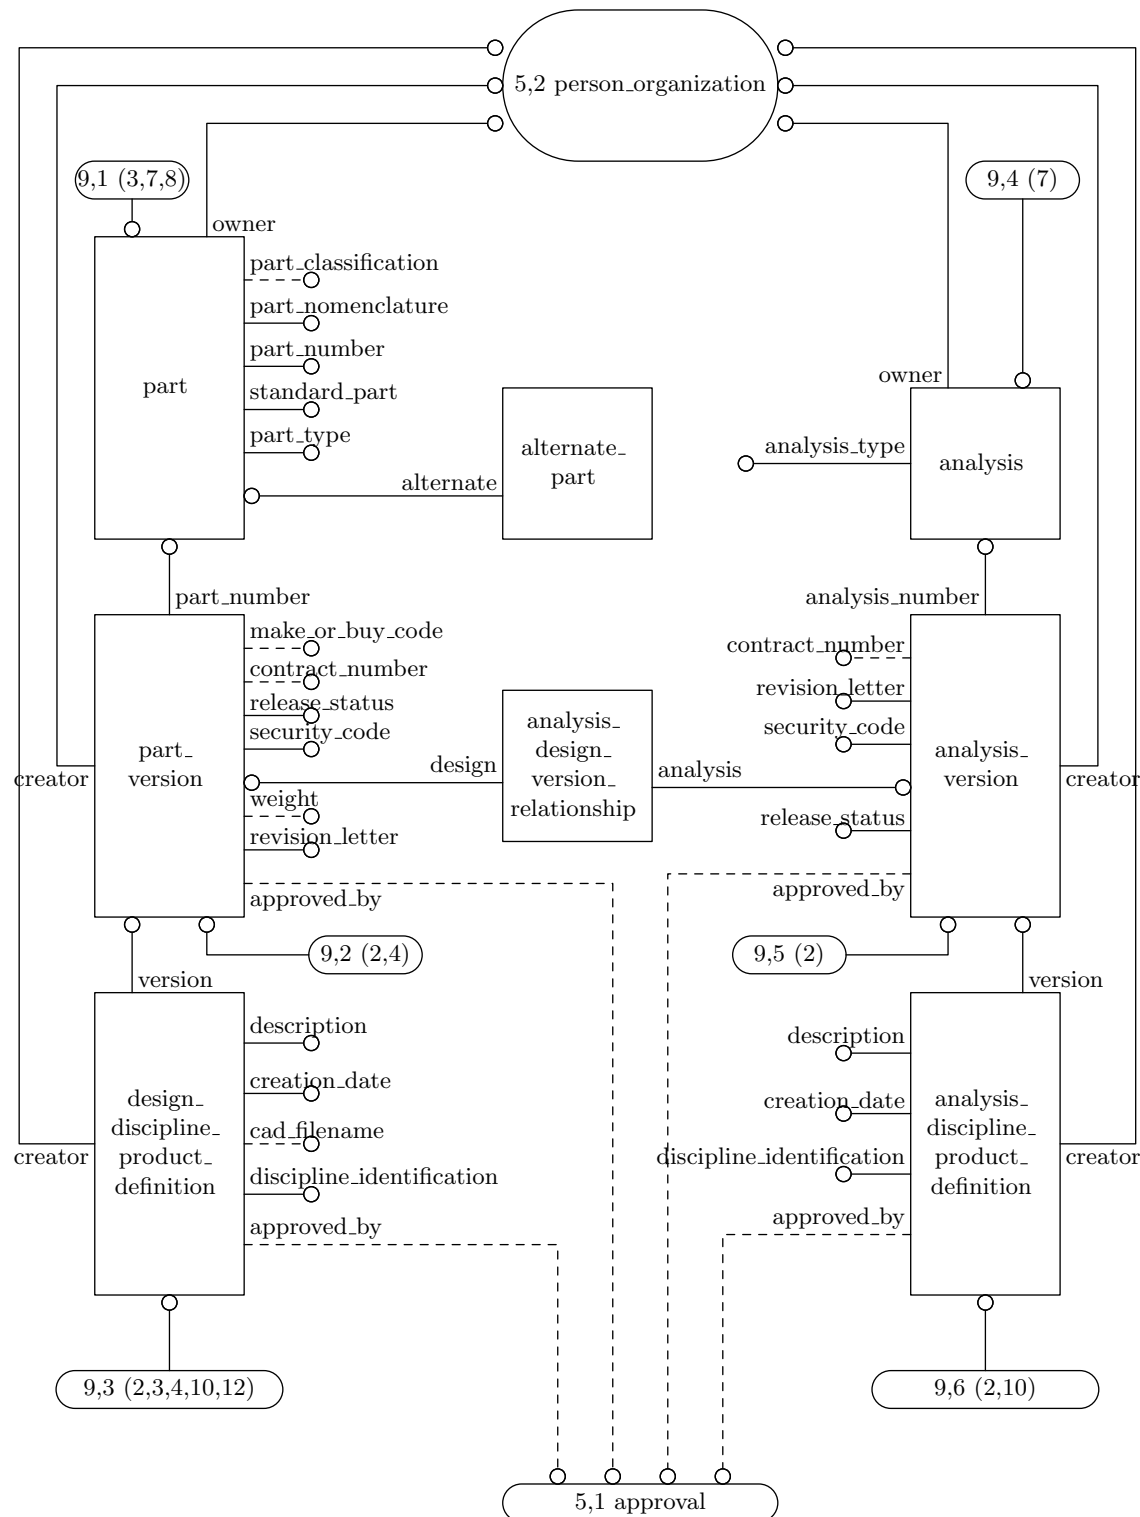 5,2 person_organization
9,1 (3,7,8)
9,4 (7)
owner
part_classification
part_nomenclature
part_number
standard_part
part_type
part
alternate
alternate_
part
owner
analysis_type
analysis
part_number
analysis_number
make_or_buy_code
contract_number
release_status
security_code
design
weight
revision_letter
approved_by
part_
version
creator
analysis_
design_
version_
relationship
analysis
contract_number
revision_letter
security_code
release_status
approved_by
analysis_
version
creator
9,2 (2,4)
9,5 (2)
version
version
description
creation_date
cad_filename
discipline_identification
approved_by
design_
discipline_
product_
definition
creator
description
creation_date
discipline_identification
approved_by
analysis_
discipline_
product_
definition
creator
9,3 (2,3,4,10,12)
9,6 (2,10)
5,1 approval